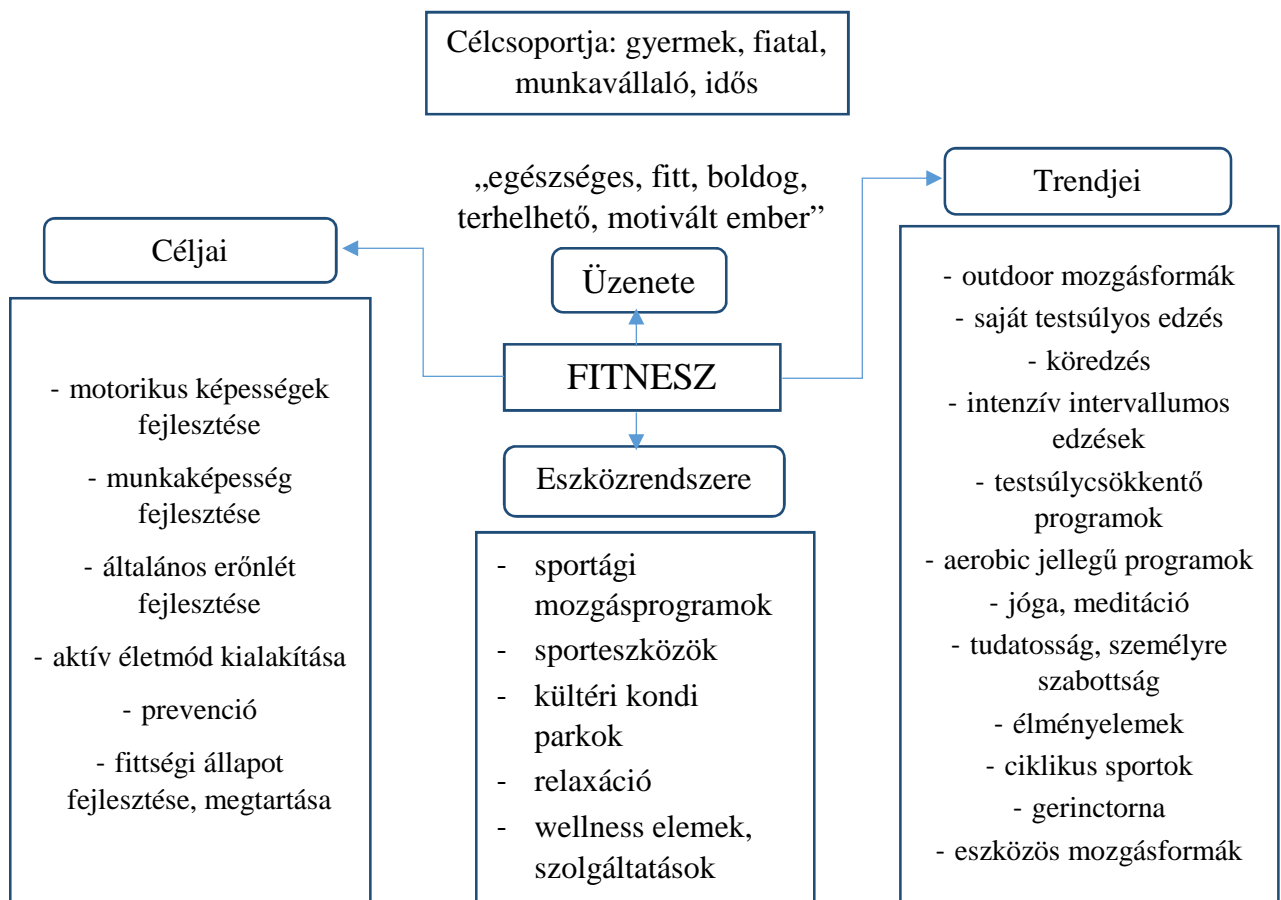 Célcsoportja: gyermek, fiatal,
munkavállaló, idős
„egészséges, fitt, boldog,
terhelhető, motivált ember”
Üzenete
FITNESZ
Céljai
- motorikus képességek
fejlesztése
- munkaképesség
fejlesztése
- általános erőnlét
fejlesztése
- aktív életmód kialakítása
- prevenció
- fittségi állapot
fejlesztése, megtartása
Eszközrendszere
- sportági
mozgásprogramok
- sporteszközök
- kültéri kondi
parkok
- relaxáció
- wellness elemek,
szolgáltatások
Trendjei
- outdoor mozgásformák
- saját testsúlyos edzés
- köredzés
- intenzív intervallumos
edzések
- testsúlycsökkentő
programok
- aerobic jellegű programok
- jóga, meditáció
- tudatosság, személyre
szabottság
- élményelemek
- ciklikus sportok
- gerinctorna
- eszközös mozgásformák